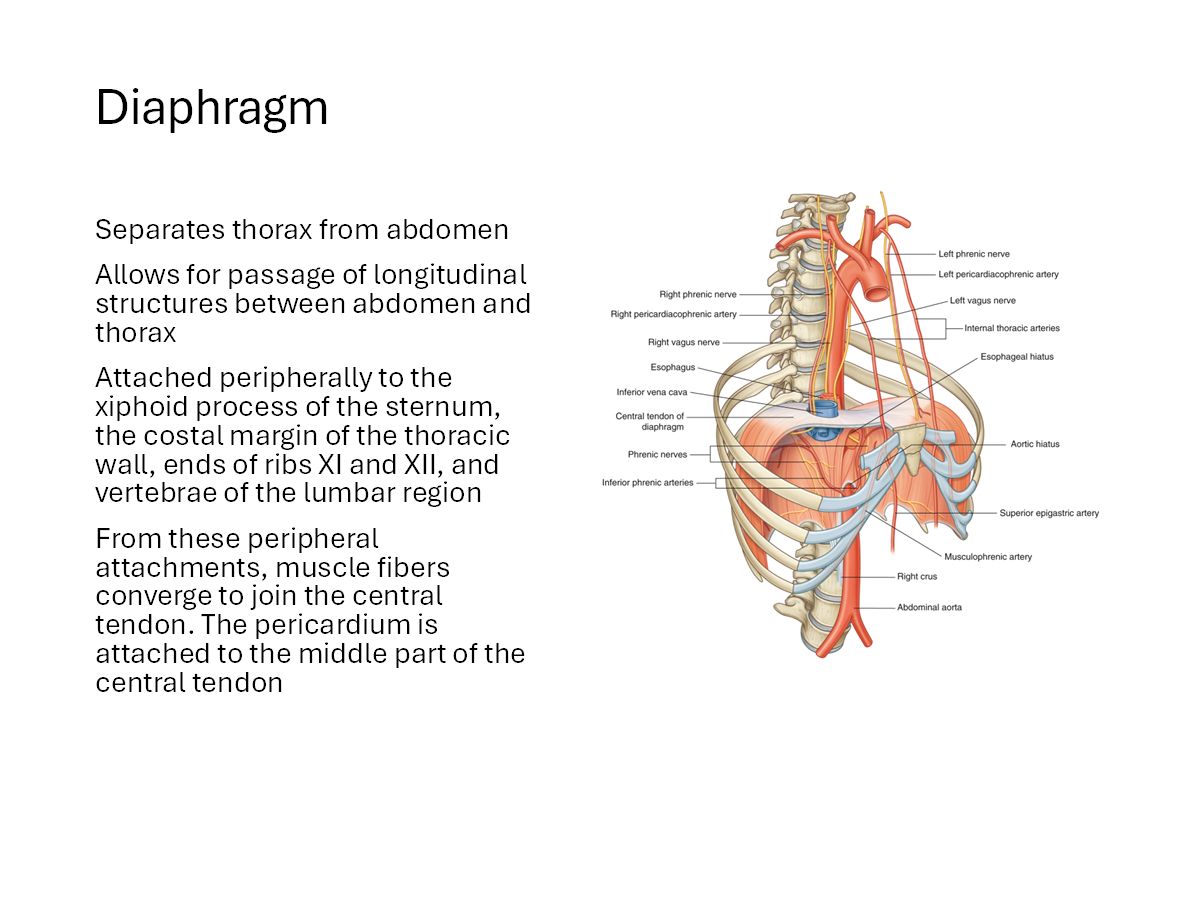 Diaphragm
Separates thorax from abdomen
Allows for passage of longitudinal
structures between abdomen and
thorax
Attached peripherally to the
xiphoid process of the sternum,
the costal margin of the thoracic
wall, ends of ribs XI and XII, and
vertebrae of the lumbar region
From these peripheral
attachments, muscle fibers
converge to join the central
tendon. The pericardium is
attached to the middle part of the
central tendon
Right phrenic nerve
Right pericardiacophrenic artery
Right vagus nerve
Esophagus
Inferior vena cava
Central tendon of
diaphragm
Phrenic nerves
Inferior phrenic arteries
Left phrenic nerve
Left pericardiacophrenic artery
Left vagus nerve
Internal thoracic arteries
Esophageal hiatus
Aortic hiatus
Superior epigastric artery
Musculophrenic artery
Right crus
Abdominal aorta